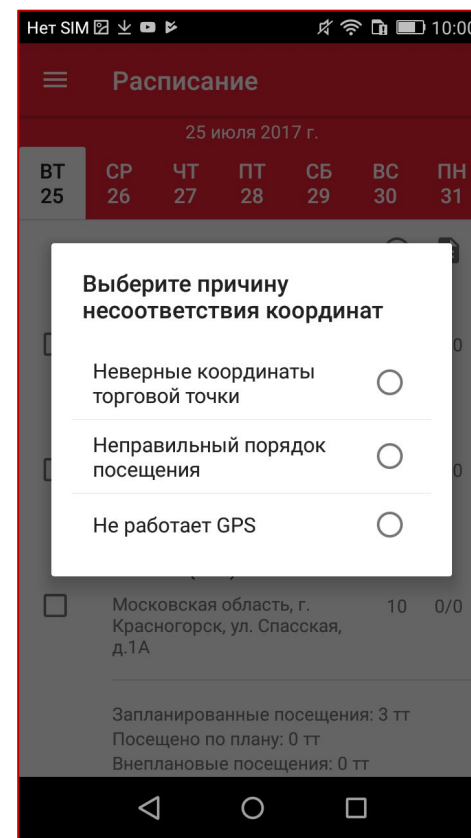 Нет SIM 10:00
Расписание
25 июля 2017 г.
ВТ СР ЧТ ПТ СБ ВС ПН
25 26 27 28 29 30 31
Выберите причину
несоответствия координат
Неверные координаты
торговой точки
Неправильный порядок
посещения
Не работает GPS
Московская область, г. 10 0/0
Красногорск, ул. Спасская,
д.1А
Запланированные посещения: 3 тт
Посещено по плану: 0 тт
Внеплановые посещения: 0 тт